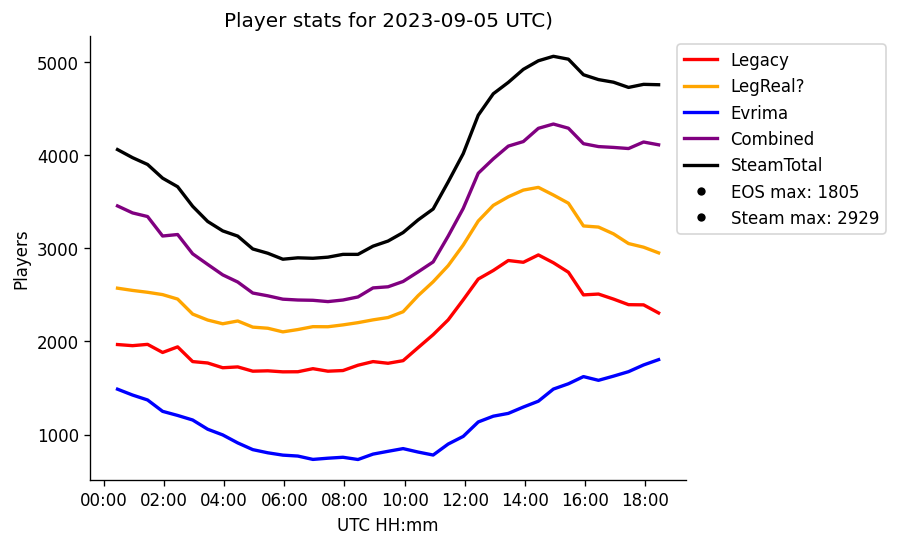 Player stats for 2023-09-05 UTC)
Players
5000
4000
3000
2000
1000
00:00 02:00 04:00 06:00 08:00 10:00 12:00 14:00 16:00 18:00
UTC HH:mm
Legacy
LegReal?
Evrima
Combined
SteamTotal
EOS max: 1805
Steam max: 2929